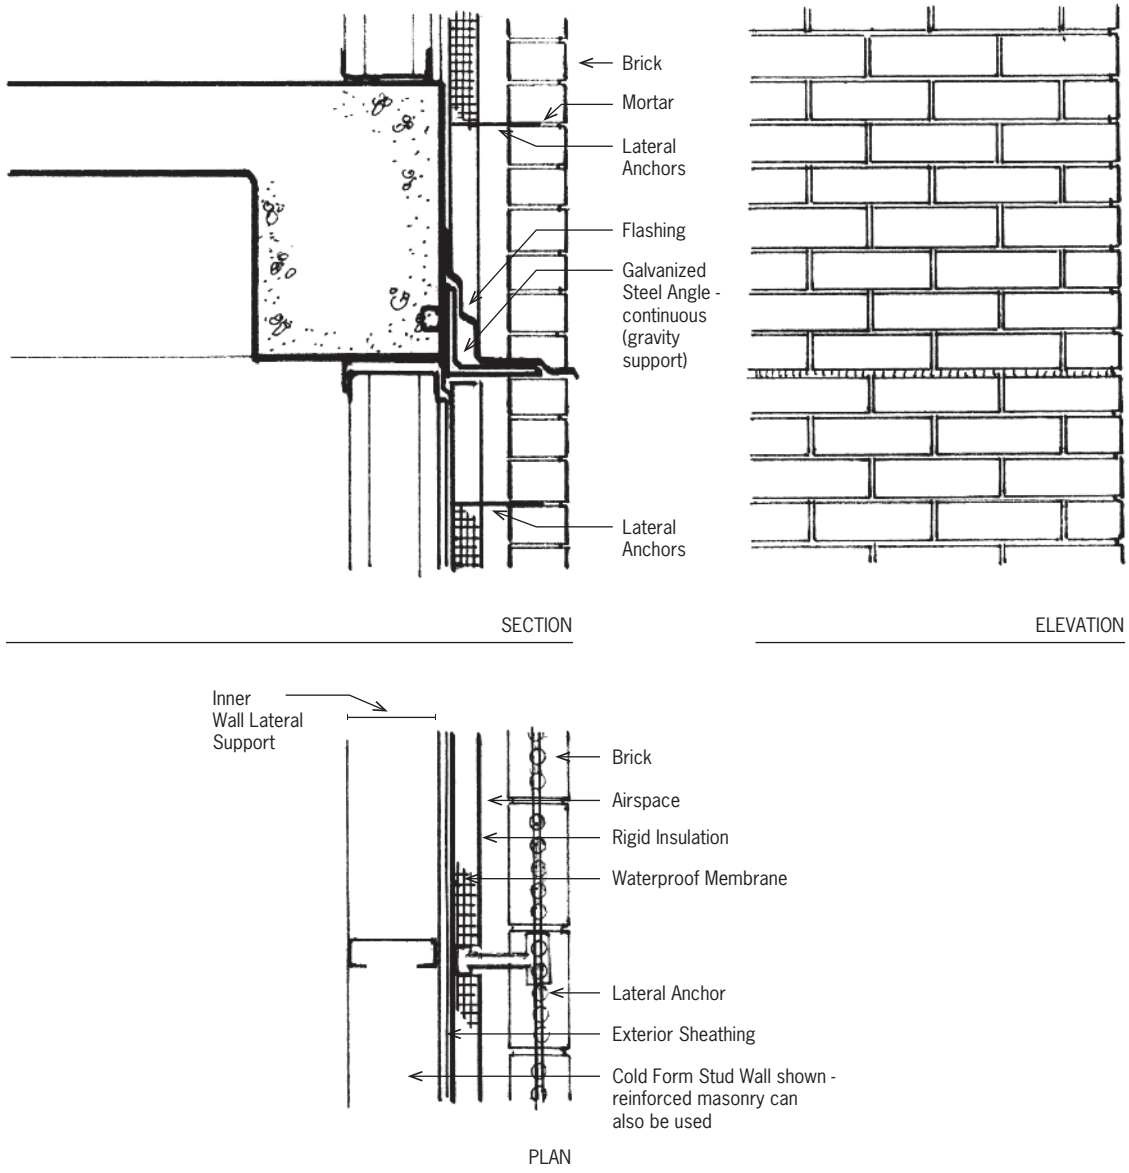 Brick
Mortar
Lateral
Anchors
Flashing
Galvanized
Steel Angle -
continuous
(gravity
support)
Lateral
Anchors
SECTION
ELEVATION
Inner
Wall Lateral
Support
Brick
Airspace
Rigid Insulation
Waterproof Membrane
Lateral Anchor
Exterior Sheathing
Cold Form Stud Wall shown -
reinforced masonry can
also be used
PLAN